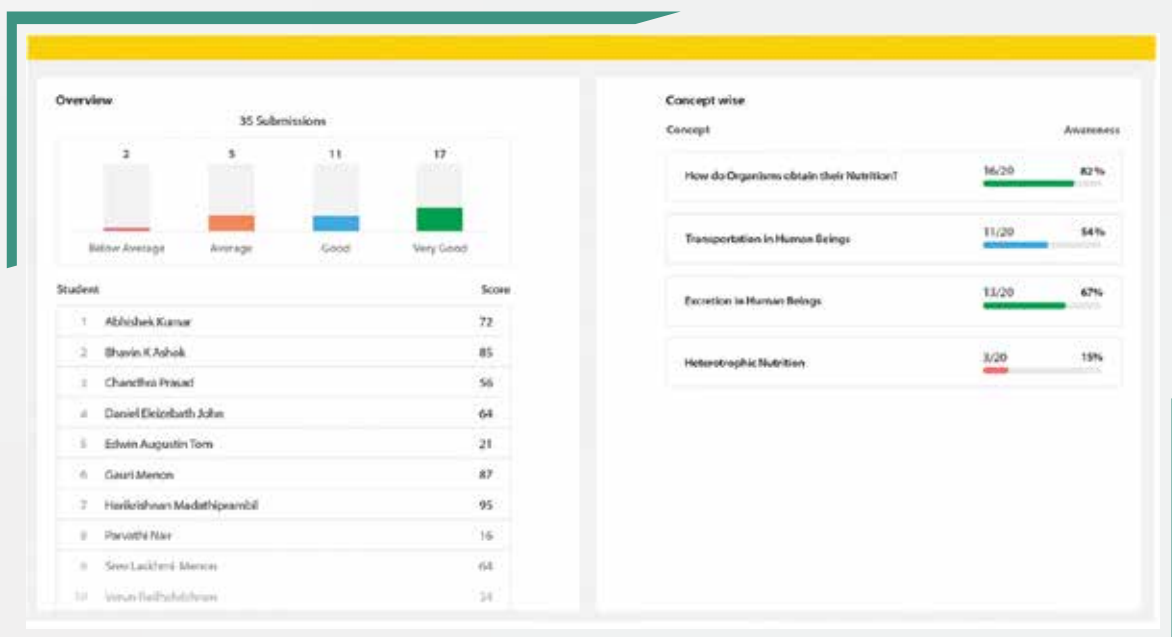 Overview
35 Submissions
2 5 11 17
Below Average Average Good Very Good
Student Score
1 Abhishek Kumar 72
2 Bhavin K Ashok 85
3 Chandhra Prasad 56
4 Daniel Eleizebath John 64
5 Edwin Augustin Tom 21
6 Gauri Menon 87
7 Harikrishnan Madathiprambil 95
8 Parvathi Nair 16
9 Menon 64
10 Varun
Concept wise
Concept Awareness
How do Organisms obtain their Nutrition? 16/20 82%
Transportation in Human Beings 11/20 54%
Excretion in Human Beings 13/20 67%
Heterotrophic Nutrition 3/20 15%